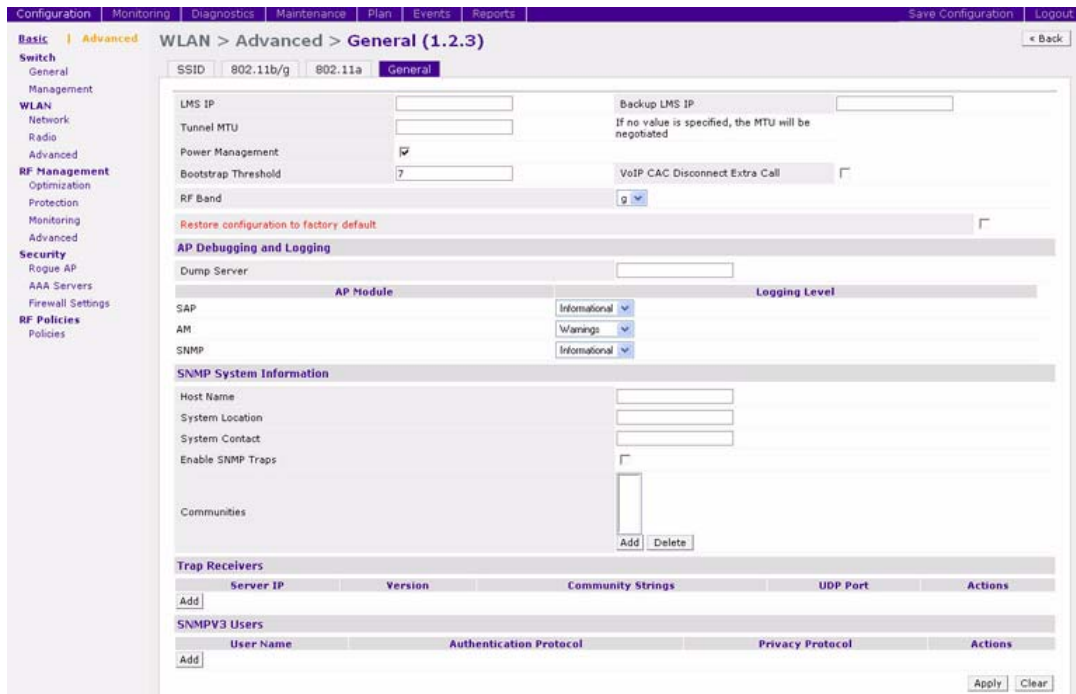 Configuration Monitoring Diagnostics Maintenance Plan Events Reports Save Configuration Logout
Basic | Advanced
Switch
General
Management
WLAN
Network
Radio
Advanced
RF Management
Optimization
Protection
Monitoring
Advanced
Security
Rogue AP
AAA Servers
Firewall Settings
RF Policies
Policies
WLAN > Advanced > General (1.2.3)
< Back
SSID 802.11b/g 802.11a General
LMS IP Backup LMS IP
Tunnel MTU If no value is specified, the MTU will be
negotiated
Power Management
Bootstrap Threshold 7 VoIP CAC Disconnect Extra Call
RF Band g
Restore configuration to factory default
AP Debugging and Logging
Dump Server
AP Module Logging Level
SAP Informational
AM Warnings
SNMP Informational
SNMP System Information
Host Name
System Location
System Contact
Enable SNMP Traps
Communities
Add Delete
Trap Receivers
Server IP Version Community Strings UDP Port Actions
Add
SNMPV3 Users
User Name Authentication Protocol Privacy Protocol Actions
Add
Apply Clear